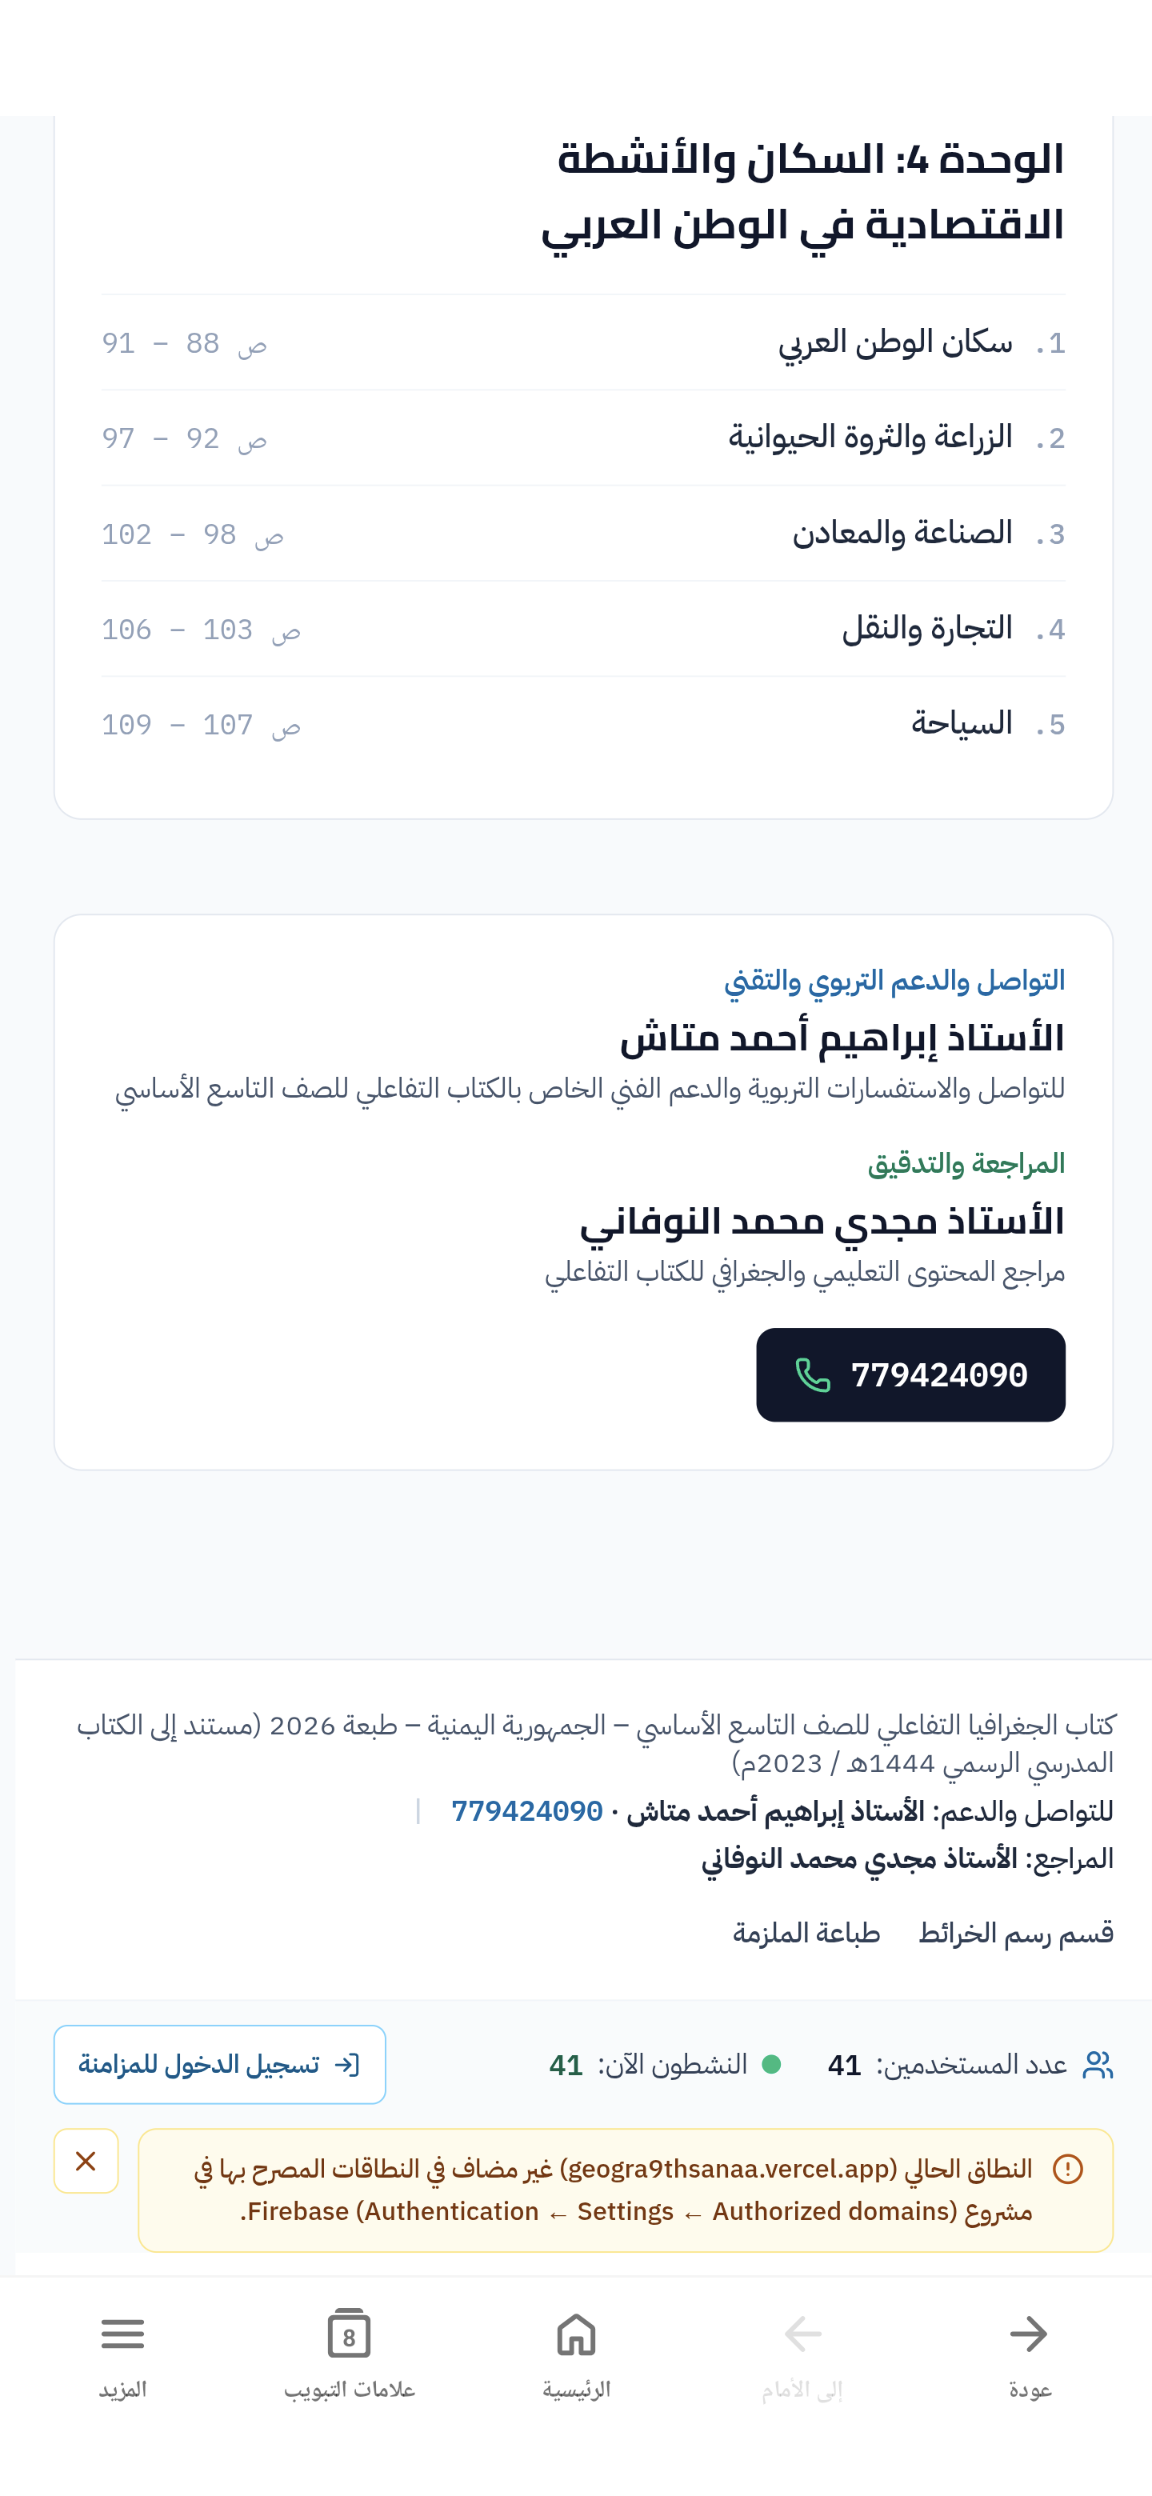 الوحدة 4: السكان والأنشطة
الاقتصادية في الوطن العربي
1. سكان الوطن العربي ص 88 – 91
2. الزراعة والثروة الحيوانية ص 92 – 97
3. الصناعة والمعادن ص 98 – 102
4. التجارة والنقل ص 103 – 106
5. السياحة ص 107 – 109
التواصل والدعم التربوي والتقني
الأستاذ إبراهيم أحمد متاش
للتواصل والاستفسارات التربوية والدعم الفني الخاص بالكتاب التفاعلي للصف التاسع الأساسي
المراجعة والتدقيق
الأستاذ مجدي محمد النوفاني
مراجع المحتوى التعليمي والجغرافي للكتاب التفاعلي
779424090
كتاب الجغرافيا التفاعلي للصف التاسع الأساسي – الجمهورية اليمنية – طبعة 2026 (مستند إلى الكتاب
المدرسي الرسمي 1444هـ / 2023م)
للتواصل والدعم: الأستاذ إبراهيم أحمد متاش · 779424090 |
المراجع: الأستاذ مجدي محمد النوفاني
قسم رسم الخرائط طباعة الملزمة
عدد المستخدمين: 41 النشطون الآن: 41 تسجيل الدخول للمزامنة
النطاق الحالي (geogra9thsanaa.vercel.app) غير مضاف في النطاقات المصرح بها في
مشروع Firebase (Authentication ← Settings ← Authorized domains).
عودة إلى الأمام الرئيسية علامات التبويب 8 المزيد